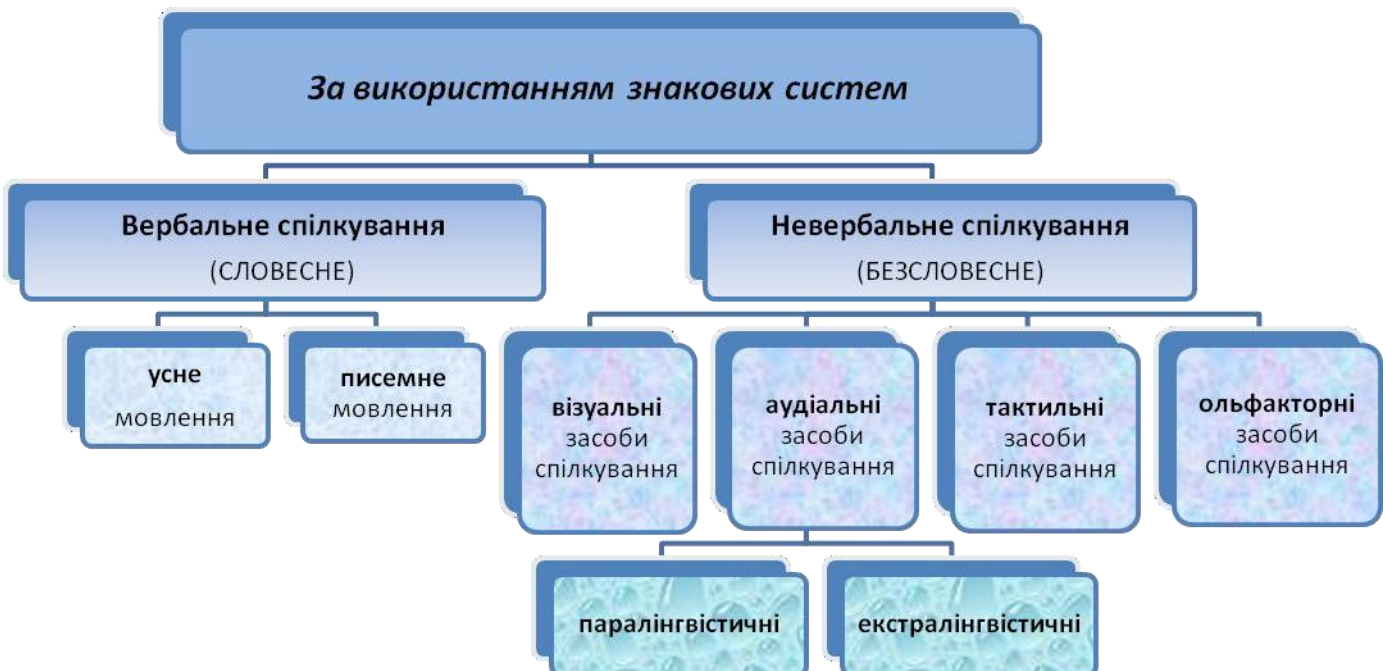 За використанням знакових систем
Вербальне спілкування
(СЛОВЕСНЕ)
Невербальне спілкування
(БЕЗСЛОВЕСНЕ)
усне
мовлення
писемне
мовлення
візуальні
засоби
спілкування
аудіальні
засоби
спілкування
тактильні
засоби
спілкування
ольфакторні
засоби
спілкування
паралінгвістичні
екстралінгвістичні